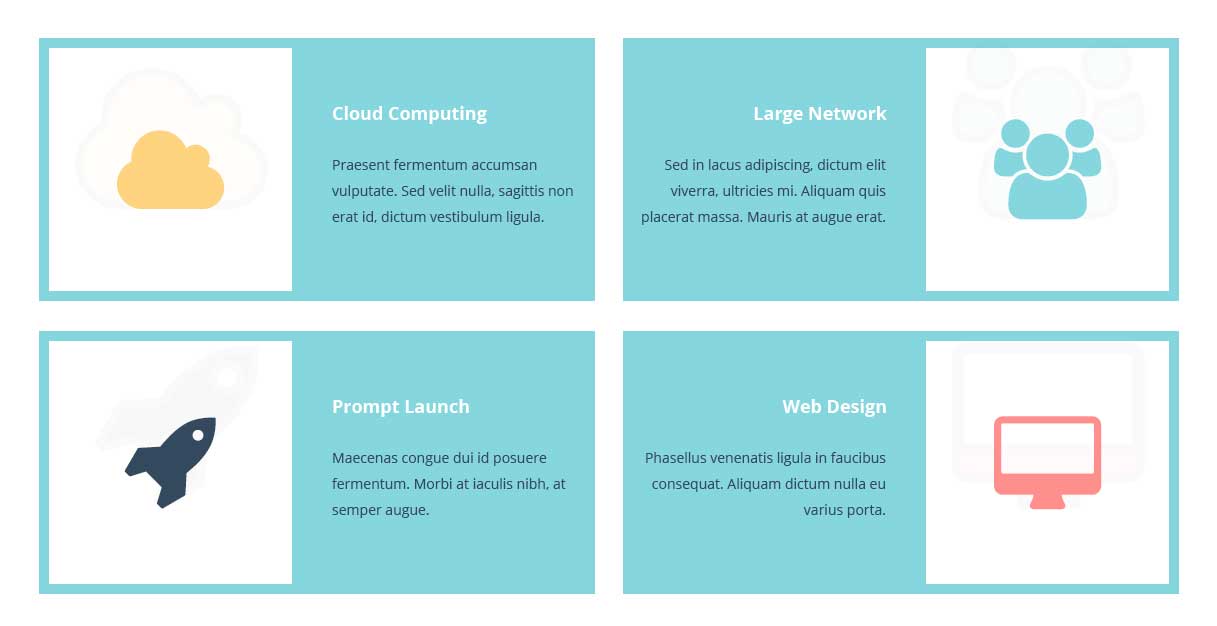 Cloud Computing
Praesent fermentum accumsan
vulputate. Sed velit nulla, sagittis non
erat id, dictum vestibulum ligula.
Large Network
Sed in lacus adipiscing, dictum elit
viverra, ultricies mi. Aliquam quis
placerat massa. Mauris at augue erat.
Prompt Launch
Maecenas congue dui id posuere
fermentum. Morbi at iaculis nibh, at
semper augue.
Web Design
Phasellus venenatis ligula in faucibus
consequat. Aliquam dictum nulla eu
varius porta.